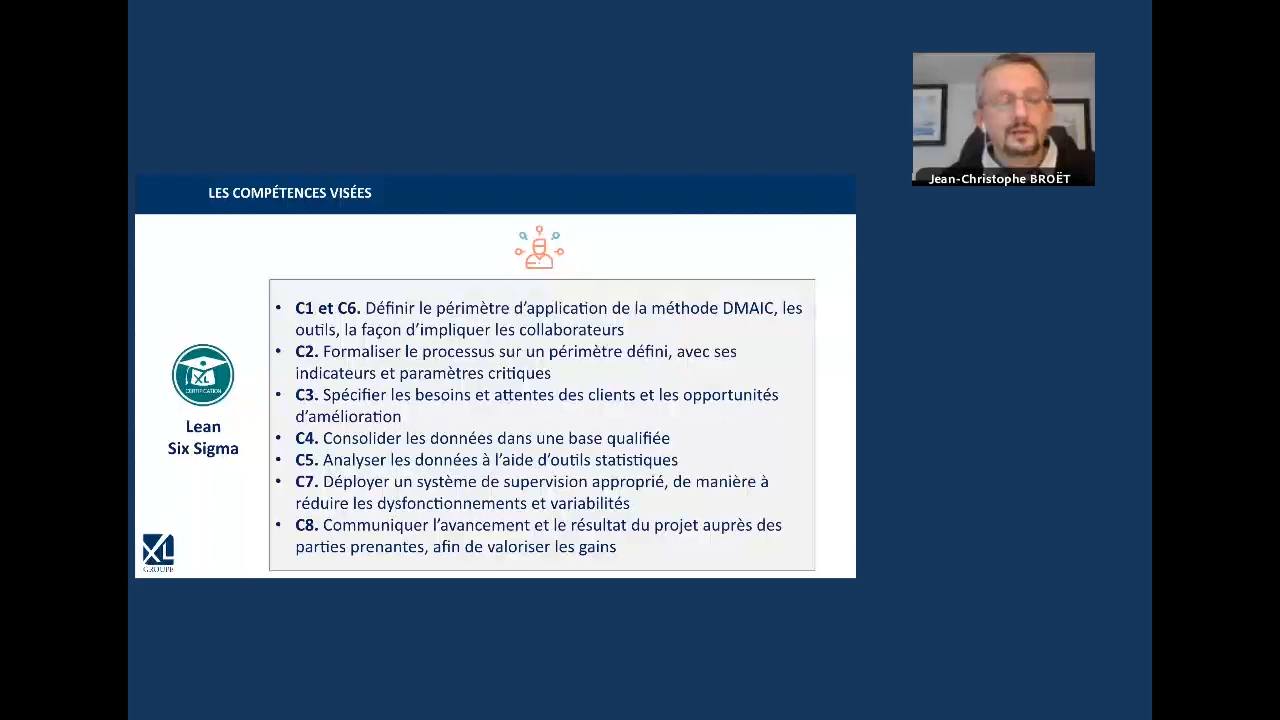 LES COMPÉTENCES VISÉES
• C1 et C6. Définir le périmètre d’application de la méthode DMAIC, les
outils, la façon d’impliquer les collaborateurs
• C2. Formaliser le processus sur un périmètre défini, avec ses
indicateurs et paramètres critiques
• C3. Spécifier les besoins et attentes des clients et les opportunités
d’amélioration
• C4. Consolider les données dans une base qualifiée
• C5. Analyser les données à l’aide d’outils statistiques
• C7. Déployer un système de supervision approprié, de manière à
réduire les dysfonctionnements et variabilités
• C8. Communiquer l’avancement et le résultat du projet auprès des
parties prenantes, afin de valoriser les gains
XL
CERTIFICATION
Lean
Six Sigma
XL
GROUPE
Jean-Christophe BROËT